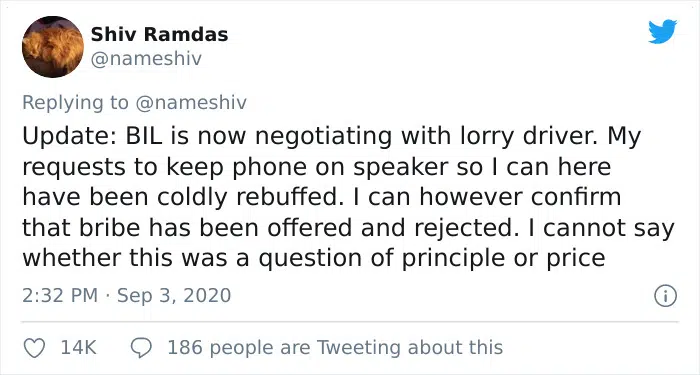 Shiv Ramdas
@nameshiv
Replying to @nameshiv
Update: BIL is now negotiating with lorry driver. My
requests to keep phone on speaker so I can here
have been coldly rebuffed. I can however confirm
that bribe has been offered and rejected. I cannot say
whether this was a question of principle or price
2:32 PM · Sep 3, 2020
14K
186 people are Tweeting about this